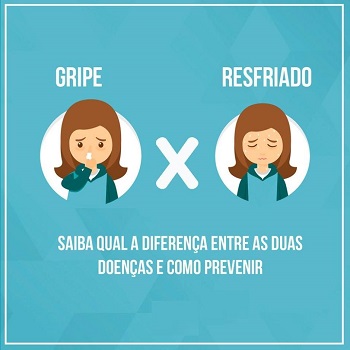 GRIPE
RESFRIADO
X
SAIBA QUAL A DIFERENÇA ENTRE AS DUAS
DOENÇAS E COMO PREVENIR